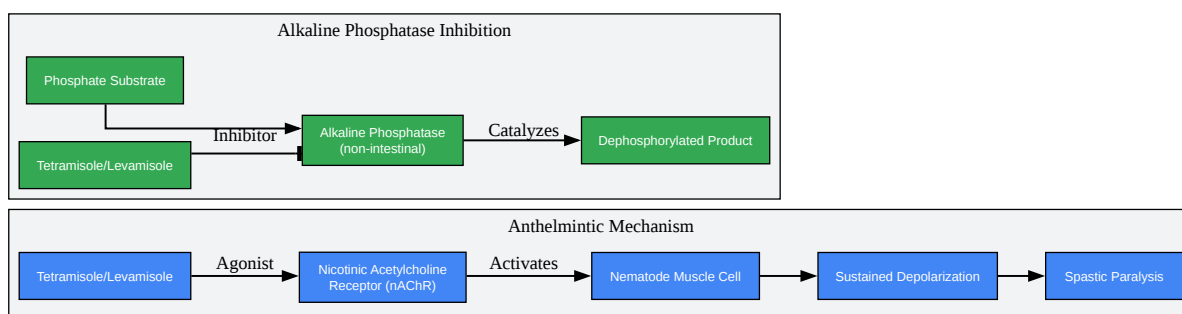 Alkaline Phosphatase Inhibition
Phosphate Substrate
Inhibitor
Tetramisole/Levamisole
Alkaline Phosphatase
(non-intestinal)
Catalyzes
Dephosphorylated Product
Anthelmintic Mechanism
Tetramisole/Levamisole
Agonist
Nicotinic Acetylcholine
Receptor (nAChR)
Activates
Nematode Muscle Cell
Sustained Depolarization
Spastic Paralysis